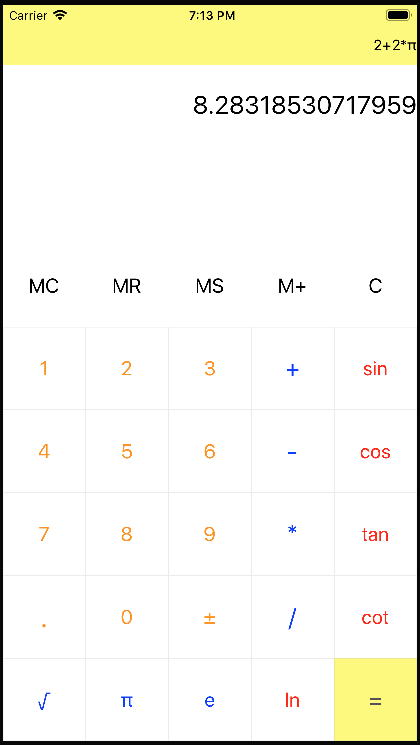 Carrier 7:13 PM
2+2*π
8.28318530717959
MC MR MS M+ C
1 2 3 + sin
4 5 6 - cos
7 8 9 * tan
. 0 ± / cot
√ π e ln =